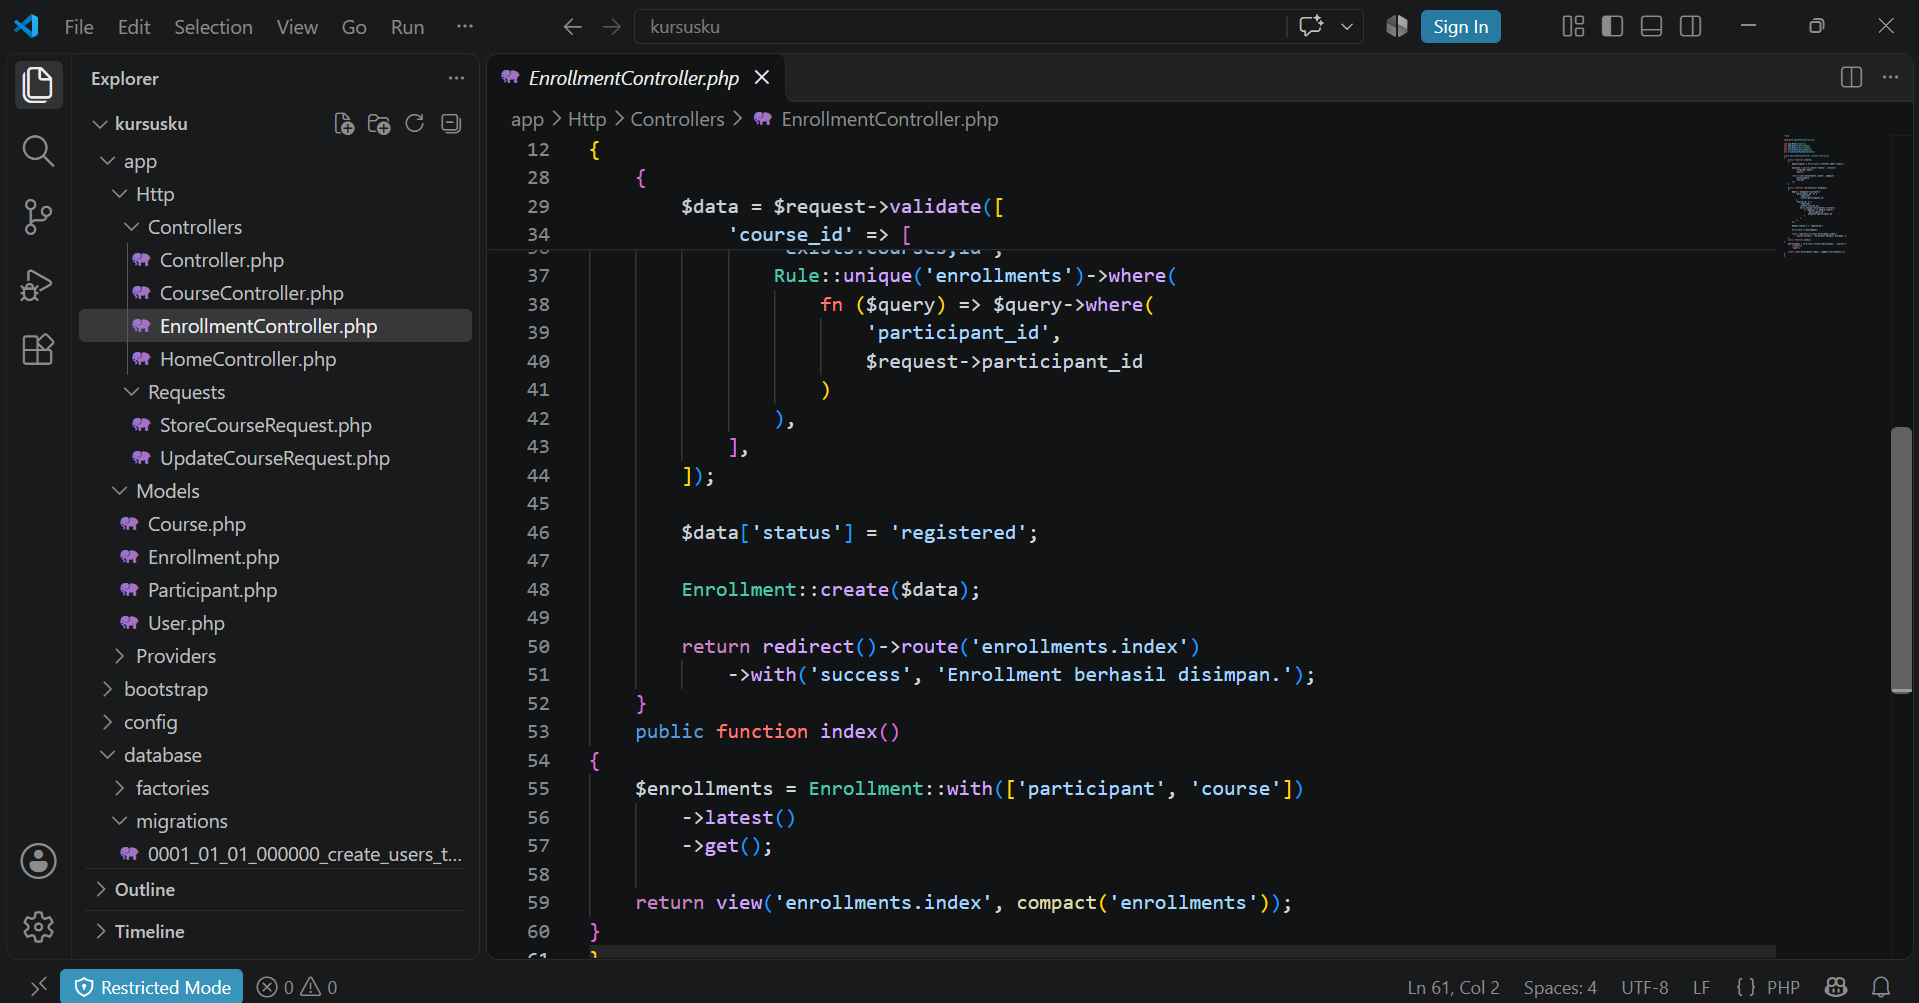 File Edit Selection View Go Run ···
kursusku
Sign In
Explorer
kursusku
app
Http
Controllers
Controller.php
CourseController.php
EnrollmentController.php
HomeController.php
Requests
StoreCourseRequest.php
UpdateCourseRequest.php
Models
Course.php
Enrollment.php
Participant.php
User.php
Providers
bootstrap
config
database
factories
migrations
0001_01_01_000000_create_users_t...
Outline
Timeline
EnrollmentController.php
app > Http > Controllers > EnrollmentController.php
12 {
28 {
29 $data = $request->validate([
34 'course_id' => [
37 Rule::unique('enrollments')->where(
38 fn ($query) => $query->where(
39 'participant_id',
40 $request->participant_id
41 )
42 ),
43 ],
44 ]);
45
46 $data['status'] = 'registered';
47
48 Enrollment::create($data);
49
50 return redirect()->route('enrollments.index')
51 ->with('success', 'Enrollment berhasil disimpan.');
52 }
53 public function index()
54 {
55 $enrollments = Enrollment::with(['participant', 'course'])
56 ->latest()
57 ->get();
58
59 return view('enrollments.index', compact('enrollments'));
60 }
61 }
Restricted Mode 0 0
Ln 61, Col 2 Spaces: 4 UTF-8 LF { } PHP